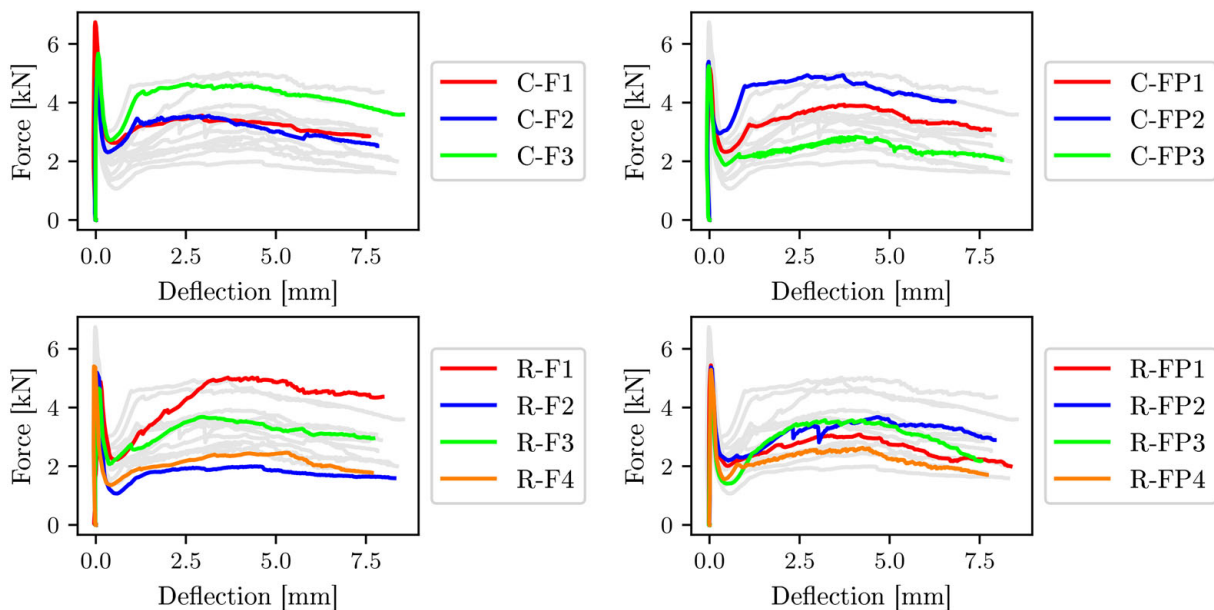 Force [kN]
6
4
2
0
0.0 2.5 5.0 7.5
Deflection [mm]
C-F1
C-F2
C-F3
Force [kN]
6
4
2
0
0.0 2.5 5.0 7.5
Deflection [mm]
C-FP1
C-FP2
C-FP3
Force [kN]
6
4
2
0
0.0 2.5 5.0 7.5
Deflection [mm]
R-F1
R-F2
R-F3
R-F4
Force [kN]
6
4
2
0
0.0 2.5 5.0 7.5
Deflection [mm]
R-FP1
R-FP2
R-FP3
R-FP4